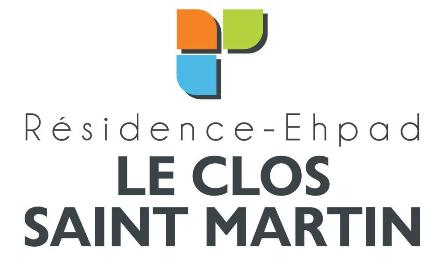 Résidence-Ehpad
LE CLOS
SAINT MARTIN